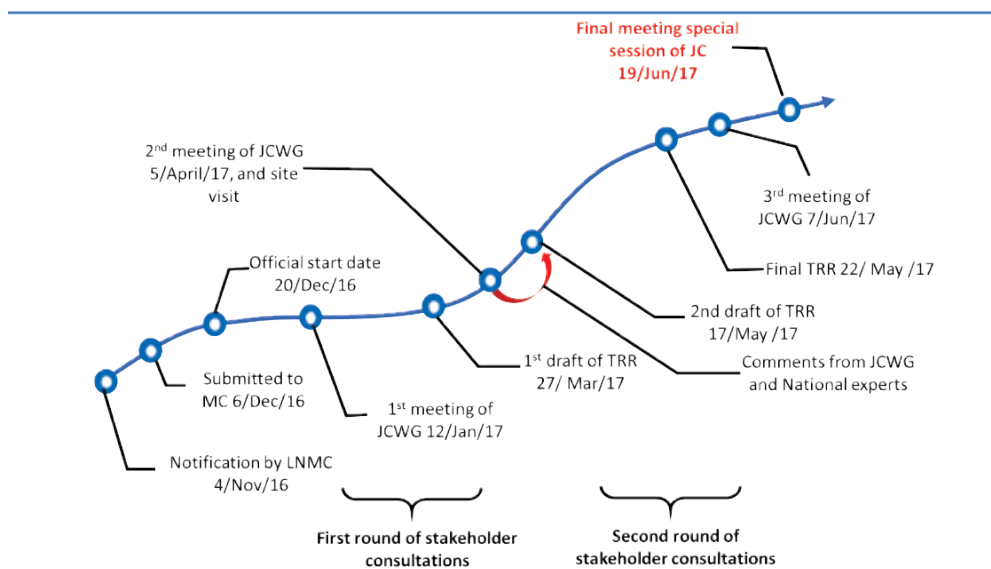 Final meeting special
session of JC
19/Jun/17
2nd meeting of JCWG
5/April/17, and site
visit
3rd meeting of
JCWG 7/Jun/17
Official start date
20/Dec/16
Final TRR 22/ May /17
2nd draft of TRR
17/May /17
1st draft of TRR
27/ Mar/17
Comments from JCWG
and National experts
Submitted to
MC 6/Dec/16
1st meeting of
JCWG 12/Jan/17
Notification by LNMC
4/Nov/16
First round of stakeholder
consultations
Second round of
stakeholder consultations